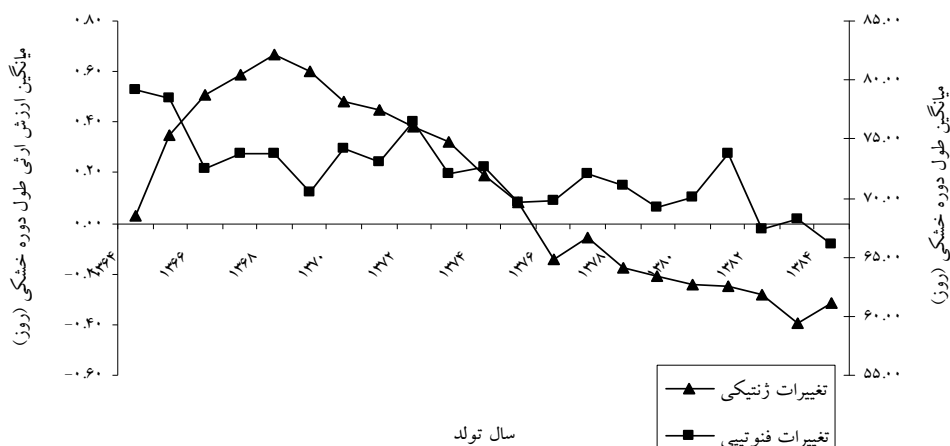 ۰.۸۰
۰.۶۰
۰.۴۰
۰.۲۰
۰.۰۰
-۰.۲۰
-۰.۴۰
-۰.۶۰
میانگین ارزش ارثی طول دوره خشکی (روز)
۸۵.۰۰
۸۰.۰۰
۷۵.۰۰
۷۰.۰۰
۶۵.۰۰
۶۰.۰۰
۵۵.۰۰
میانگین طول دوره خشکی (روز)
۱۳۶۴ ۱۳۶۶ ۱۳۶۸ ۱۳۷۰ ۱۳۷۲ ۱۳۷۴ ۱۳۷۶ ۱۳۷۸ ۱۳۸۰ ۱۳۸۲ ۱۳۸۴
سال تولد
تغییرات ژنتیکی
تغییرات فنوتیپی